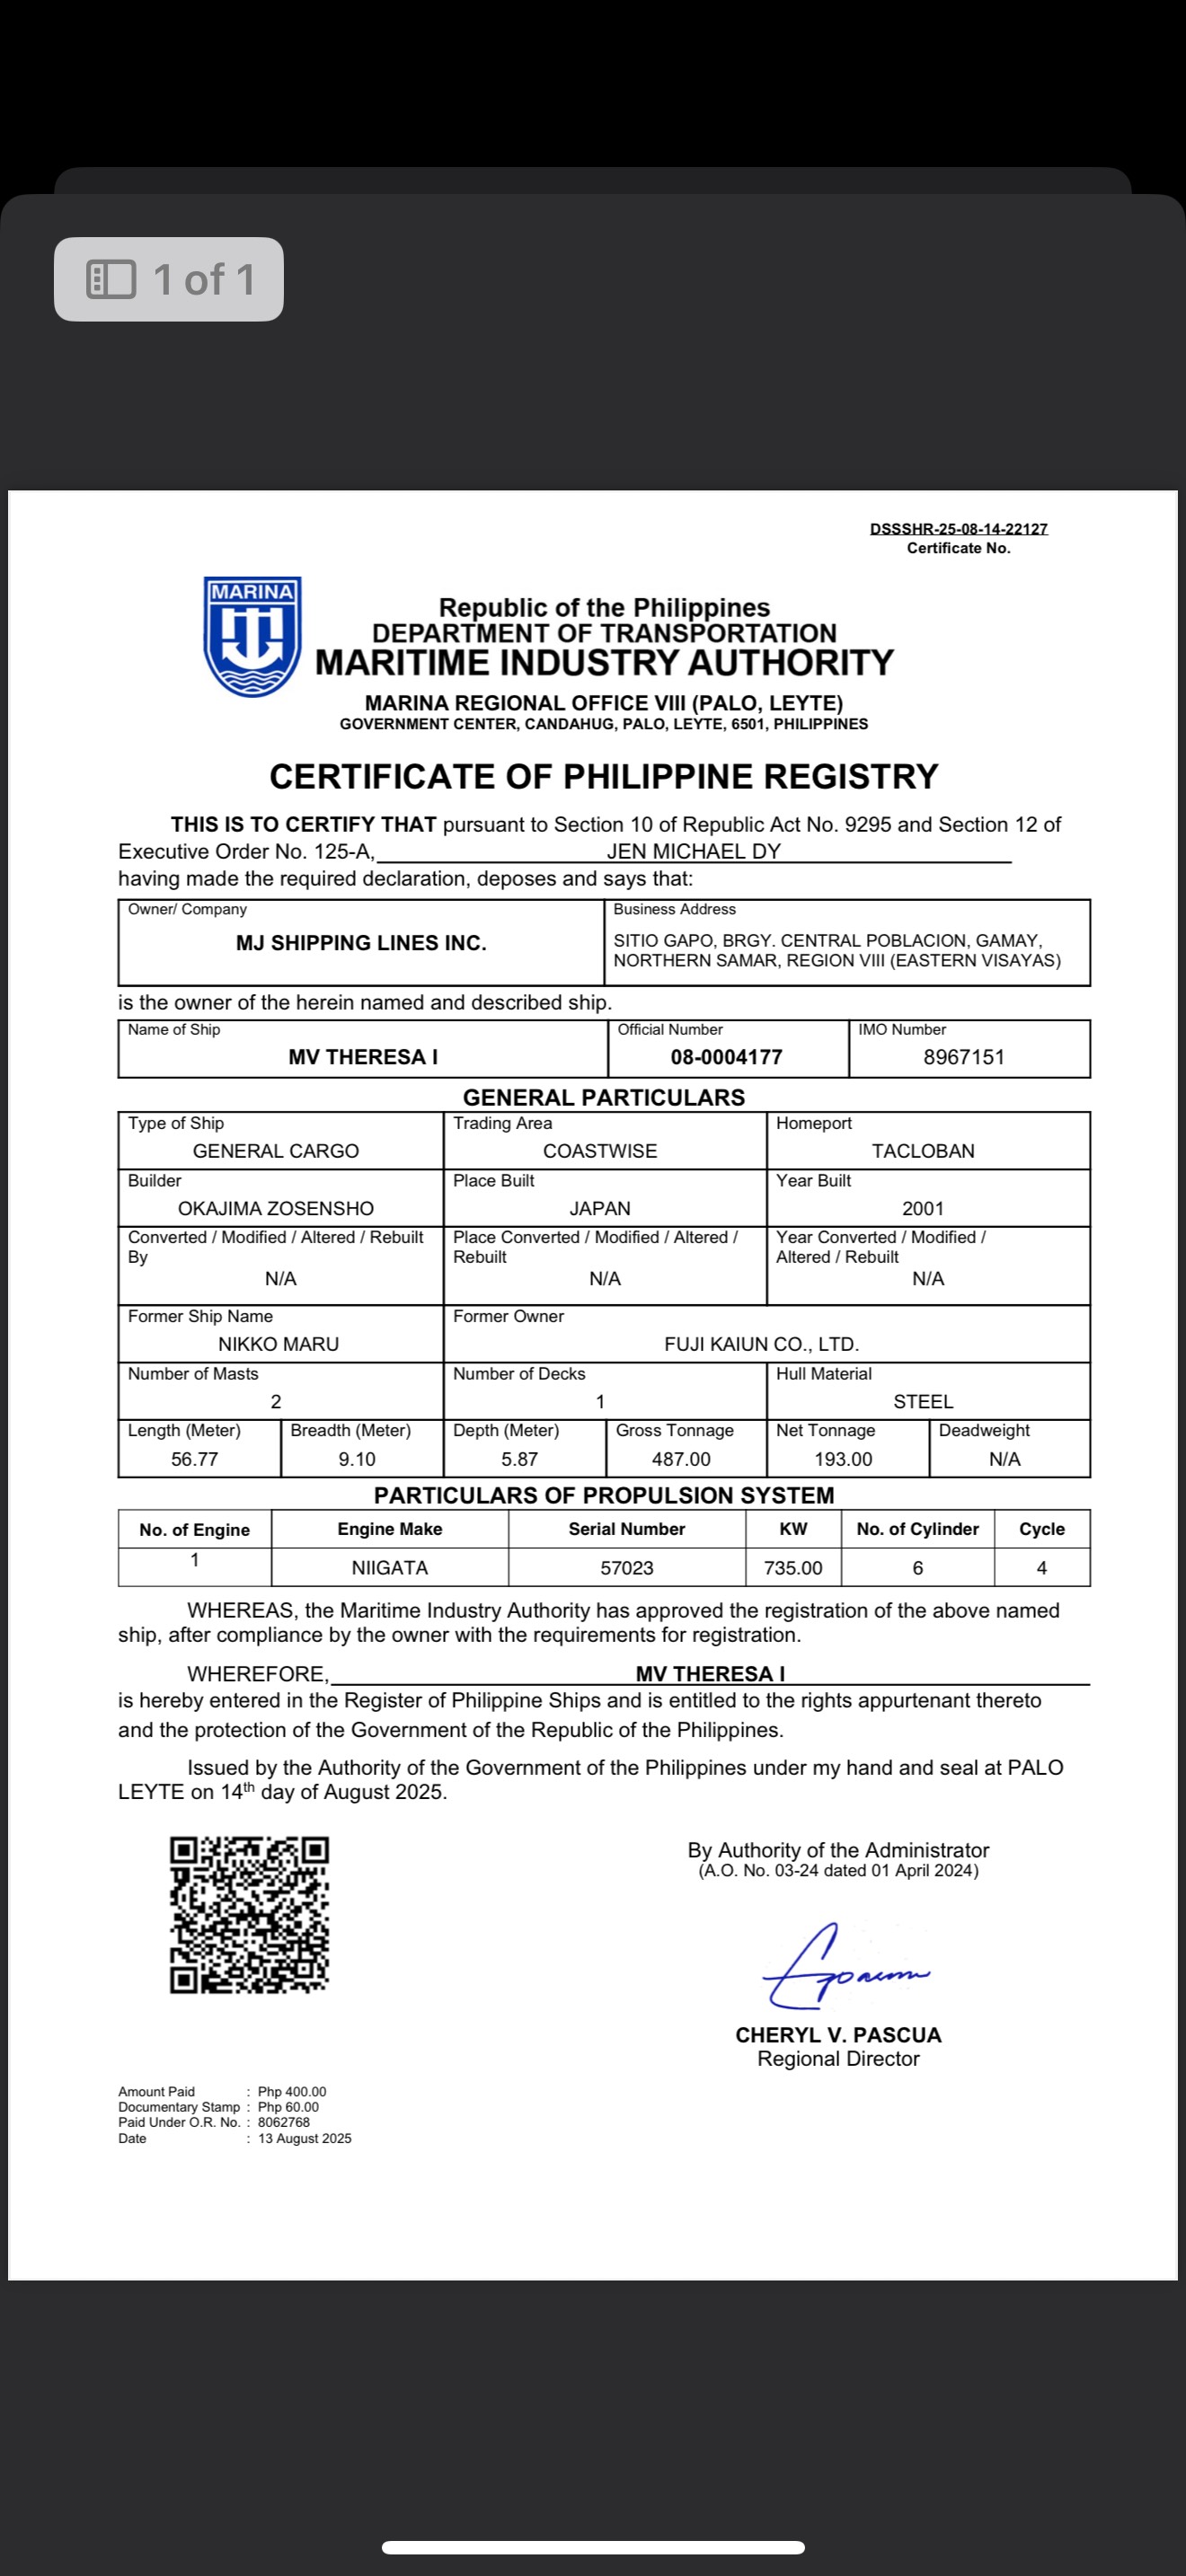 1 of 1
DSSSHR-25-08-14-22127
Certificate No.
MARINA
Republic of the Philippines
DEPARTMENT OF TRANSPORTATION
MARITIME INDUSTRY AUTHORITY
MARINA REGIONAL OFFICE VIII (PALO, LEYTE)
GOVERNMENT CENTER, CANDAHUG, PALO, LEYTE, 6501, PHILIPPINES
CERTIFICATE OF PHILIPPINE REGISTRY
THIS IS TO CERTIFY THAT pursuant to Section 10 of Republic Act No. 9295 and Section 12 of
Executive Order No. 125-A, JEN MICHAEL DY
having made the required declaration, deposes and says that:
Owner/ Company Business Address
MJ SHIPPING LINES INC. SITIO GAPO, BRGY. CENTRAL POBLACION, GAMAY,
NORTHERN SAMAR, REGION VIII (EASTERN VISAYAS)
is the owner of the herein named and described ship.
Name of Ship Official Number IMO Number
MV THERESA I 08-0004177 8967151
GENERAL PARTICULARS
Type of Ship Trading Area Homeport
GENERAL CARGO COASTWISE TACLOBAN
Builder Place Built Year Built
OKAJIMA ZOSENSHO JAPAN 2001
Converted / Modified / Altered / Rebuilt Place Converted / Modified / Altered / Year Converted / Modified /
By Rebuilt Altered / Rebuilt
N/A N/A N/A
Former Ship Name Former Owner
NIKKO MARU FUJI KAIUN CO., LTD.
Number of Masts Number of Decks Hull Material
2 1 STEEL
Length (Meter) Breadth (Meter) Depth (Meter) Gross Tonnage Net Tonnage Deadweight
56.77 9.10 5.87 487.00 193.00 N/A
PARTICULARS OF PROPULSION SYSTEM
No. of Engine Engine Make Serial Number KW No. of Cylinder Cycle
1 NIIGATA 57023 735.00 6 4
WHEREAS, the Maritime Industry Authority has approved the registration of the above named
ship, after compliance by the owner with the requirements for registration.
WHEREFORE, MV THERESA I
is hereby entered in the Register of Philippine Ships and is entitled to the rights appurtenant thereto
and the protection of the Government of the Republic of the Philippines.
Issued by the Authority of the Government of the Philippines under my hand and seal at PALO
LEYTE on 14th day of August 2025.
By Authority of the Administrator
(A.O. No. 03-24 dated 01 April 2024)
CHERYL V. PASCUA
Regional Director
Amount Paid : Php 400.00
Documentary Stamp : Php 60.00
Paid Under O.R. No. : 8062768
Date : 13 August 2025